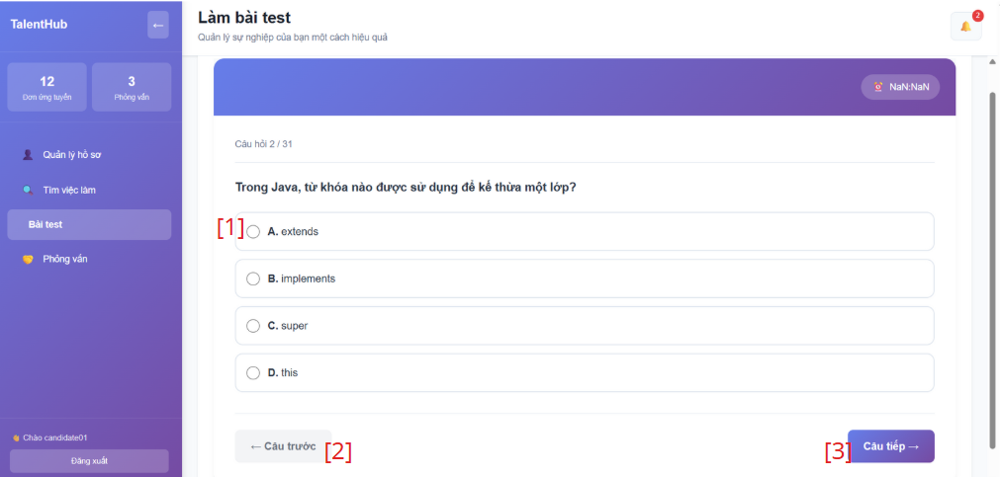 TalentHub
←
12
Đơn ứng tuyển
3
Phỏng vấn
Quản lý hồ sơ
Tìm việc làm
Bài test
Phỏng vấn
Chào candidate01
Đăng xuất
Làm bài test
Quản lý sự nghiệp của bạn một cách hiệu quả
2
NaN:NaN
Câu hỏi 2 / 31
Trong Java, từ khóa nào được sử dụng để kế thừa một lớp?
[1]
A. extends
B. implements
C. super
D. this
← Câu trước
[2]
[3]
Câu tiếp →